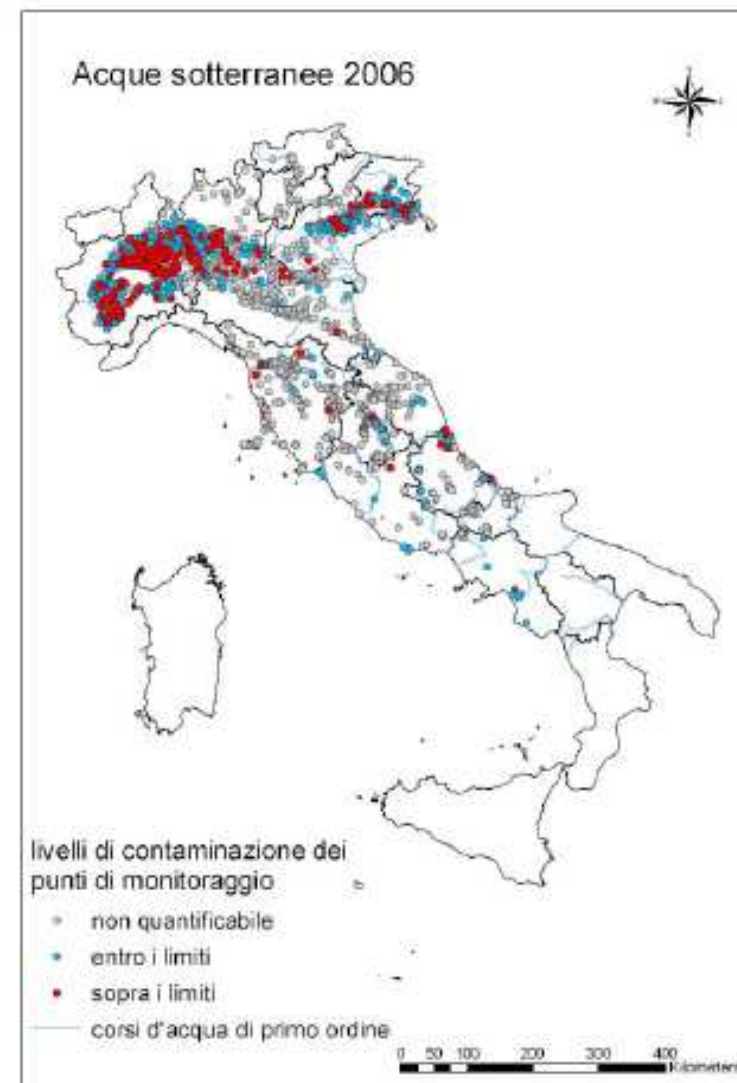 Acque sotterranee 2006
livelli di contaminazione dei
punti di monitoraggio
non quantificabile
entro i limiti
sopra i limiti
corsi d'acqua di primo ordine
0 50 100 200 300 400
Kilometers